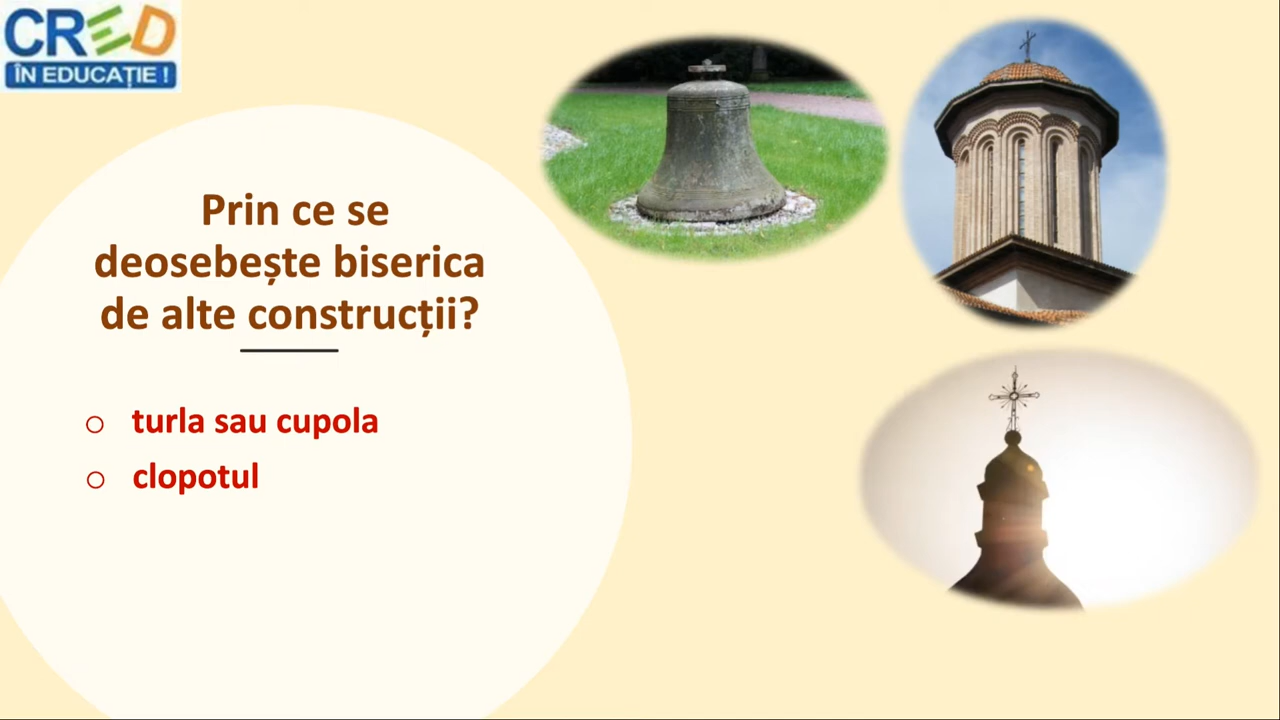 CRED
ÎN EDUCAȚIE !
Prin ce se
deosebește biserica
de alte construcții?
o turla sau cupola
o clopotul